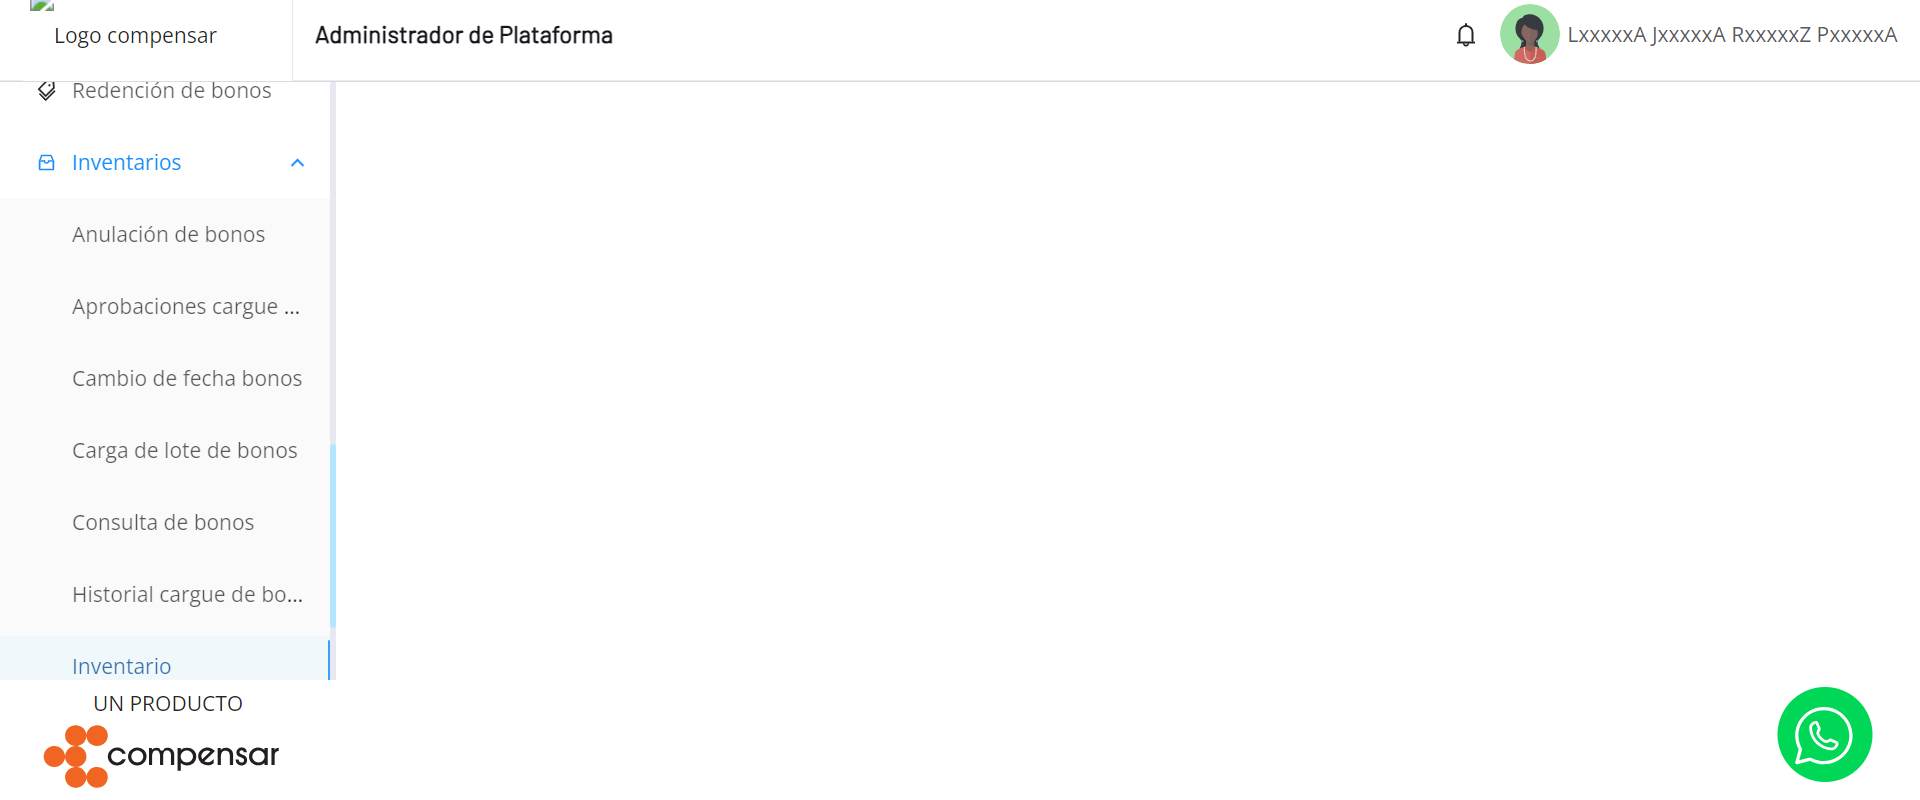 Logo compensar
Administrador de Plataforma
LxxxxxA JxxxxxA RxxxxxZ PxxxxxA
Redención de bonos
Inventarios
Anulación de bonos
Aprobaciones cargue ...
Cambio de fecha bonos
Carga de lote de bonos
Consulta de bonos
Historial cargue de bo...
Inventario
UN PRODUCTO
compensar